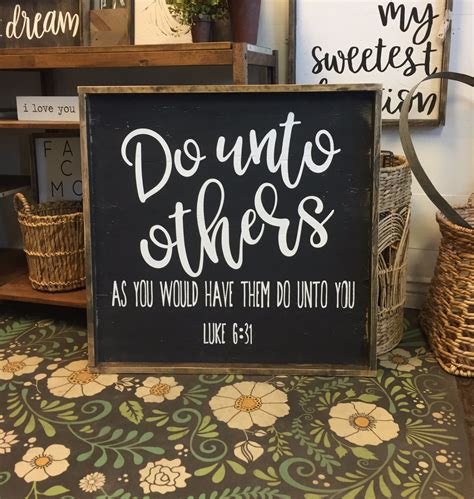 dream
my
sweetest
i love you
Do unto
others
AS YOU WOULD HAVE THEM DO UNTO YOU
LUKE 6:31